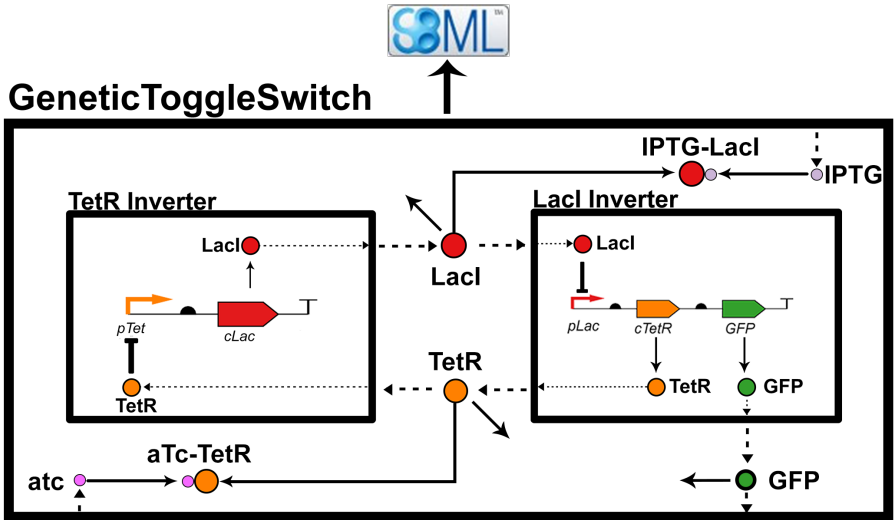 SBML™
GeneticToggleSwitch
IPTG-LacI
IPTG
TetR Inverter
LacI Inverter
LacI
LacI
LacI
pTet
cLac
pLac
cTetR
GFP
TetR
TetR
TetR
GFP
aTc-TetR
atc
GFP